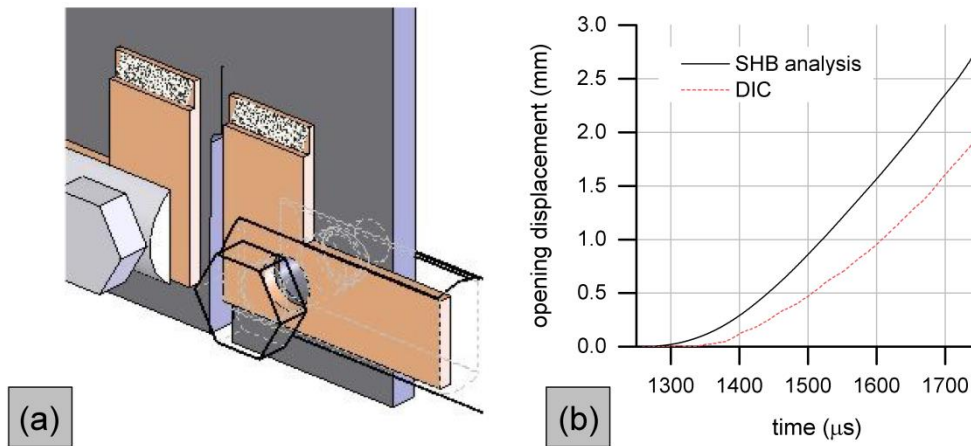 (a)
3.0
2.5
2.0
1.5
1.0
0.5
0.0
opening displacement (mm)
SHB analysis
DIC
1300 1400 1500 1600 1700
time (μs)
(b)